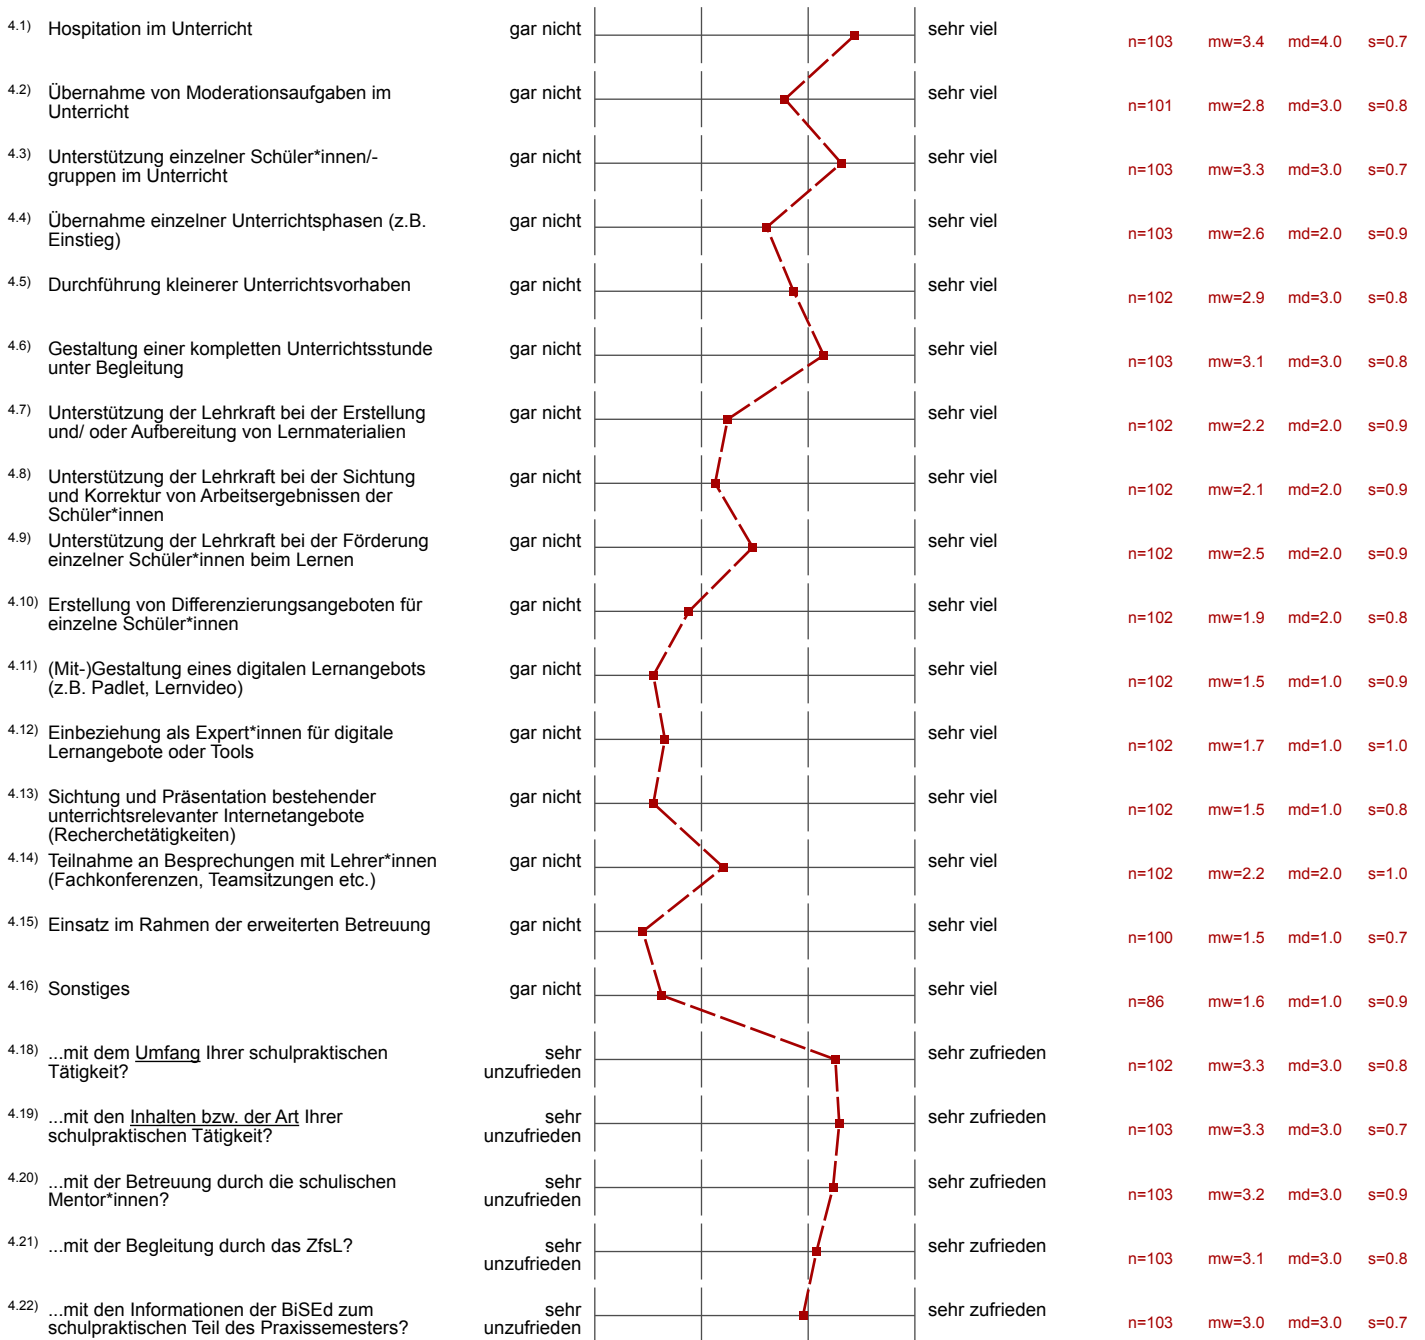 4.1) Hospitation im Unterricht gar nicht sehr viel n=103 mw=3.4 md=4.0 s=0.7
4.2) Übernahme von Moderationsaufgaben im gar nicht sehr viel n=101 mw=2.8 md=3.0 s=0.8
Unterricht
4.3) Unterstützung einzelner Schüler*innen/- gar nicht sehr viel n=103 mw=3.3 md=3.0 s=0.7
gruppen im Unterricht
4.4) Übernahme einzelner Unterrichtsphasen (z.B. gar nicht sehr viel n=103 mw=2.6 md=2.0 s=0.9
Einstieg)
4.5) Durchführung kleinerer Unterrichtsvorhaben gar nicht sehr viel n=102 mw=2.9 md=3.0 s=0.8
4.6) Gestaltung einer kompletten Unterrichtsstunde gar nicht sehr viel n=103 mw=3.1 md=3.0 s=0.8
unter Begleitung
4.7) Unterstützung der Lehrkraft bei der Erstellung gar nicht sehr viel n=102 mw=2.2 md=2.0 s=0.9
und/ oder Aufbereitung von Lernmaterialien
4.8) Unterstützung der Lehrkraft bei der Sichtung gar nicht sehr viel n=102 mw=2.1 md=2.0 s=0.9
und Korrektur von Arbeitsergebnissen der
Schüler*innen
4.9) Unterstützung der Lehrkraft bei der Förderung gar nicht sehr viel n=102 mw=2.5 md=2.0 s=0.9
einzelner Schüler*innen beim Lernen
4.10) Erstellung von Differenzierungsangeboten für gar nicht sehr viel n=102 mw=1.9 md=2.0 s=0.8
einzelne Schüler*innen
4.11) (Mit-)Gestaltung eines digitalen Lernangebots gar nicht sehr viel n=102 mw=1.5 md=1.0 s=0.9
(z.B. Padlet, Lernvideo)
4.12) Einbeziehung als Expert*innen für digitale gar nicht sehr viel n=102 mw=1.7 md=1.0 s=1.0
Lernangebote oder Tools
4.13) Sichtung und Präsentation bestehender gar nicht sehr viel n=102 mw=1.5 md=1.0 s=0.8
unterrichtsrelevanter Internetangebote
(Recherchetätigkeiten)
4.14) Teilnahme an Besprechungen mit Lehrer*innen gar nicht sehr viel n=102 mw=2.2 md=2.0 s=1.0
(Fachkonferenzen, Teamsitzungen etc.)
4.15) Einsatz im Rahmen der erweiterten Betreuung gar nicht sehr viel n=100 mw=1.5 md=1.0 s=0.7
4.16) Sonstiges gar nicht sehr viel n=86 mw=1.6 md=1.0 s=0.9
4.18) ...mit dem Umfang Ihrer schulpraktischen sehr sehr zufrieden n=102 mw=3.3 md=3.0 s=0.8
Tätigkeit? unzufrieden
4.19) ...mit den Inhalten bzw. der Art Ihrer sehr sehr zufrieden n=103 mw=3.3 md=3.0 s=0.7
schulpraktischen Tätigkeit? unzufrieden
4.20) ...mit der Betreuung durch die schulischen sehr sehr zufrieden n=103 mw=3.2 md=3.0 s=0.9
Mentor*innen? unzufrieden
4.21) ...mit der Begleitung durch das ZfsL? sehr sehr zufrieden n=103 mw=3.1 md=3.0 s=0.8
unzufrieden
4.22) ...mit den Informationen der BiSEd zum sehr sehr zufrieden n=103 mw=3.0 md=3.0 s=0.7
schulpraktischen Teil des Praxissemesters? unzufrieden